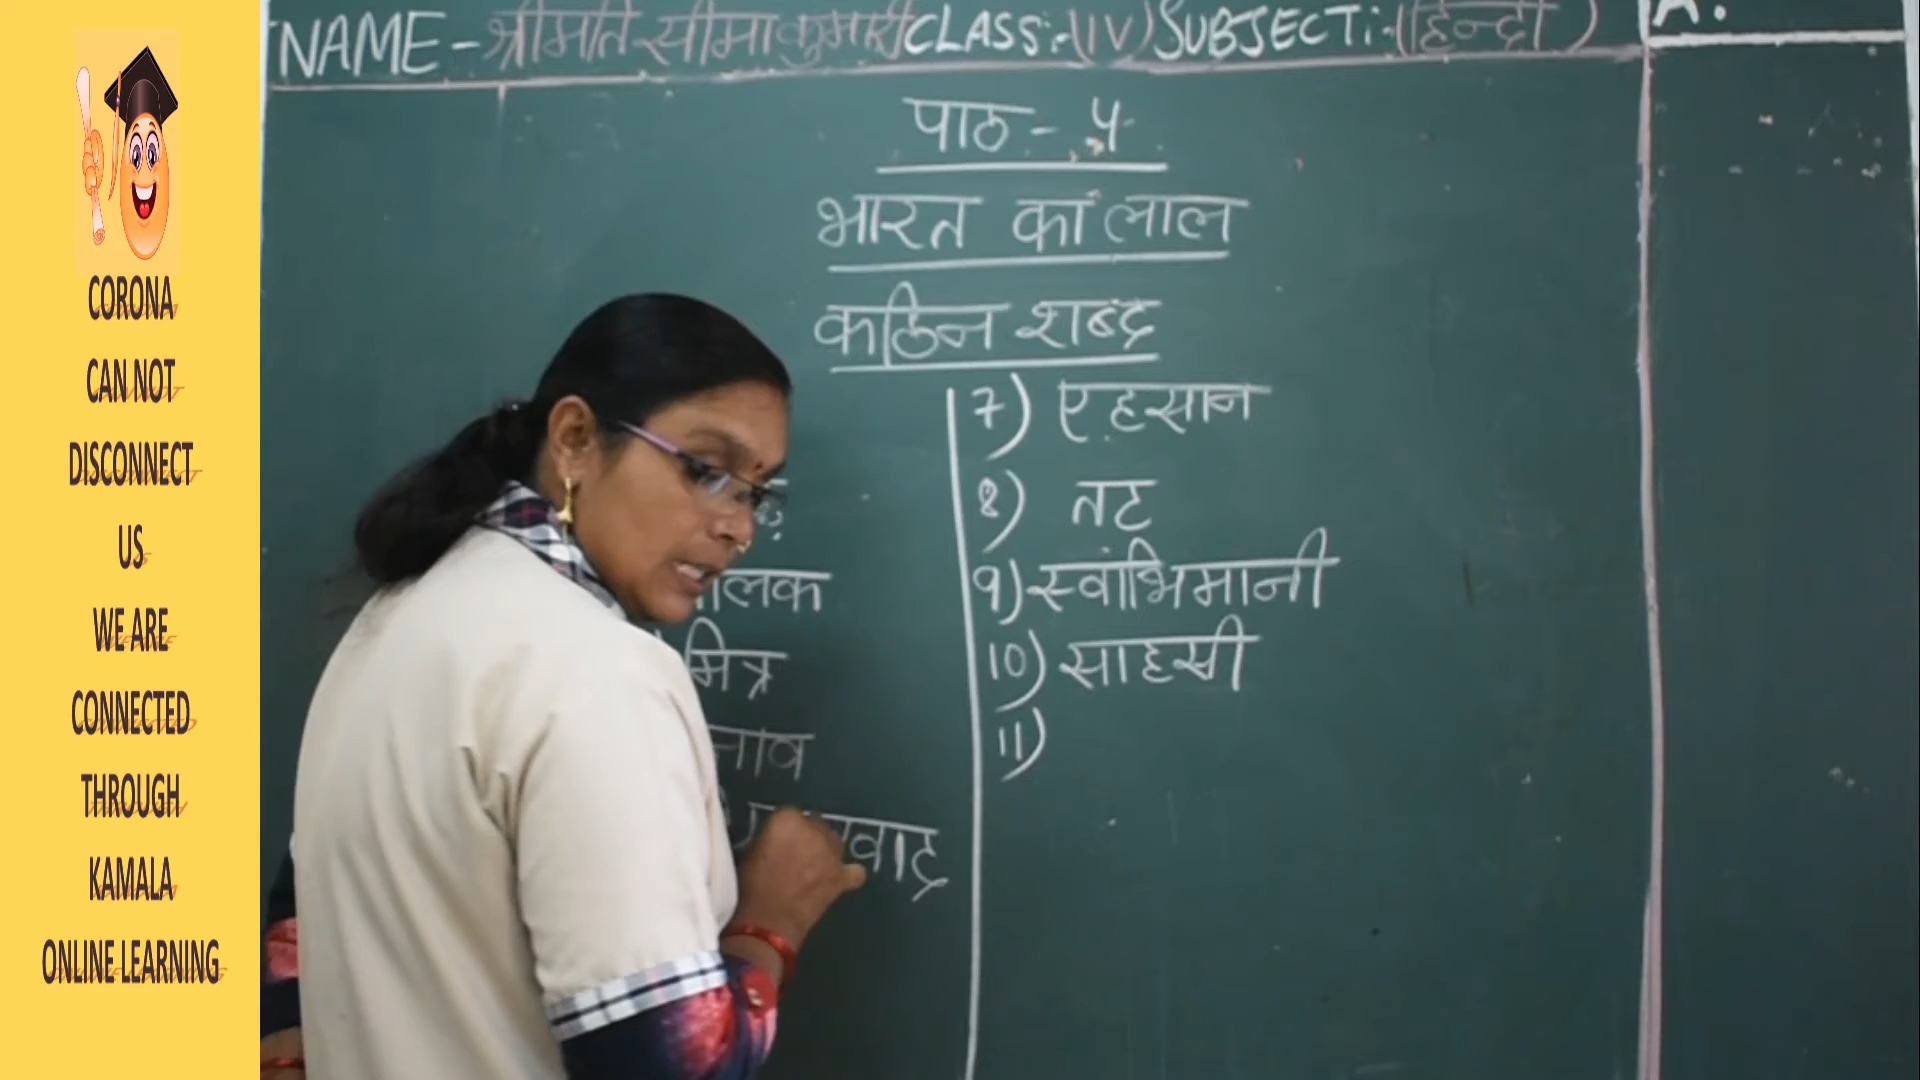 CORONA
CAN NOT
DISCONNECT
US
WE ARE
CONNECTED
THROUGH
KAMALA
ONLINE LEARNING
NAME - श्रीमति सीमा कुमारी CLASS:-(IV) SUBJECT:-(हिन्दी)
A.
पाठ - 5
भारत का लाल
कठिन शब्द
मित्र
नाव
7) एहसान
8) तट
9) स्वाभिमानी
10) साहसी
11)